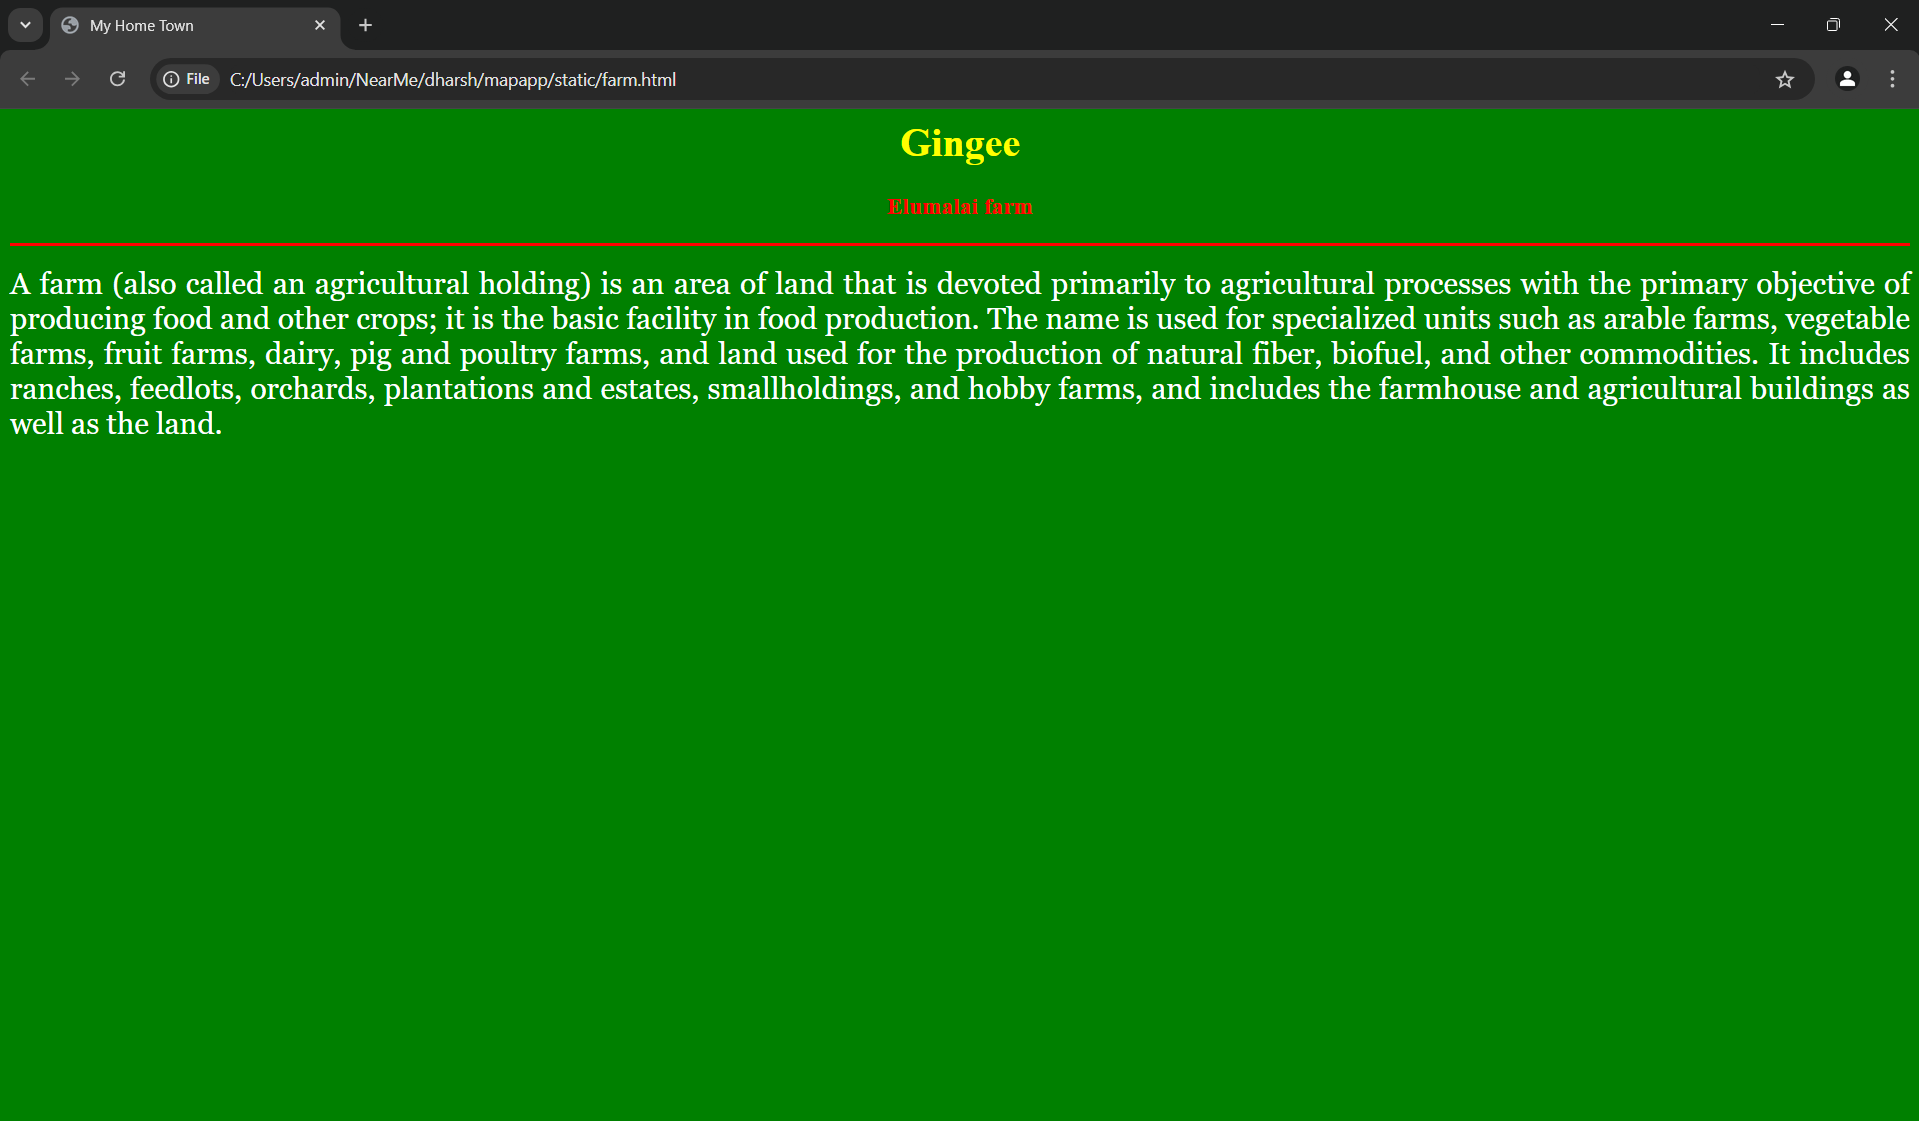 My Home Town
File C:/Users/admin/NearMe/dharsh/mapapp/static/farm.html
Gingee
Elumalai farm
A farm (also called an agricultural holding) is an area of land that is devoted primarily to agricultural processes with the primary objective of
producing food and other crops; it is the basic facility in food production. The name is used for specialized units such as arable farms, vegetable
farms, fruit farms, dairy, pig and poultry farms, and land used for the production of natural fiber, biofuel, and other commodities. It includes
ranches, feedlots, orchards, plantations and estates, smallholdings, and hobby farms, and includes the farmhouse and agricultural buildings as
well as the land.